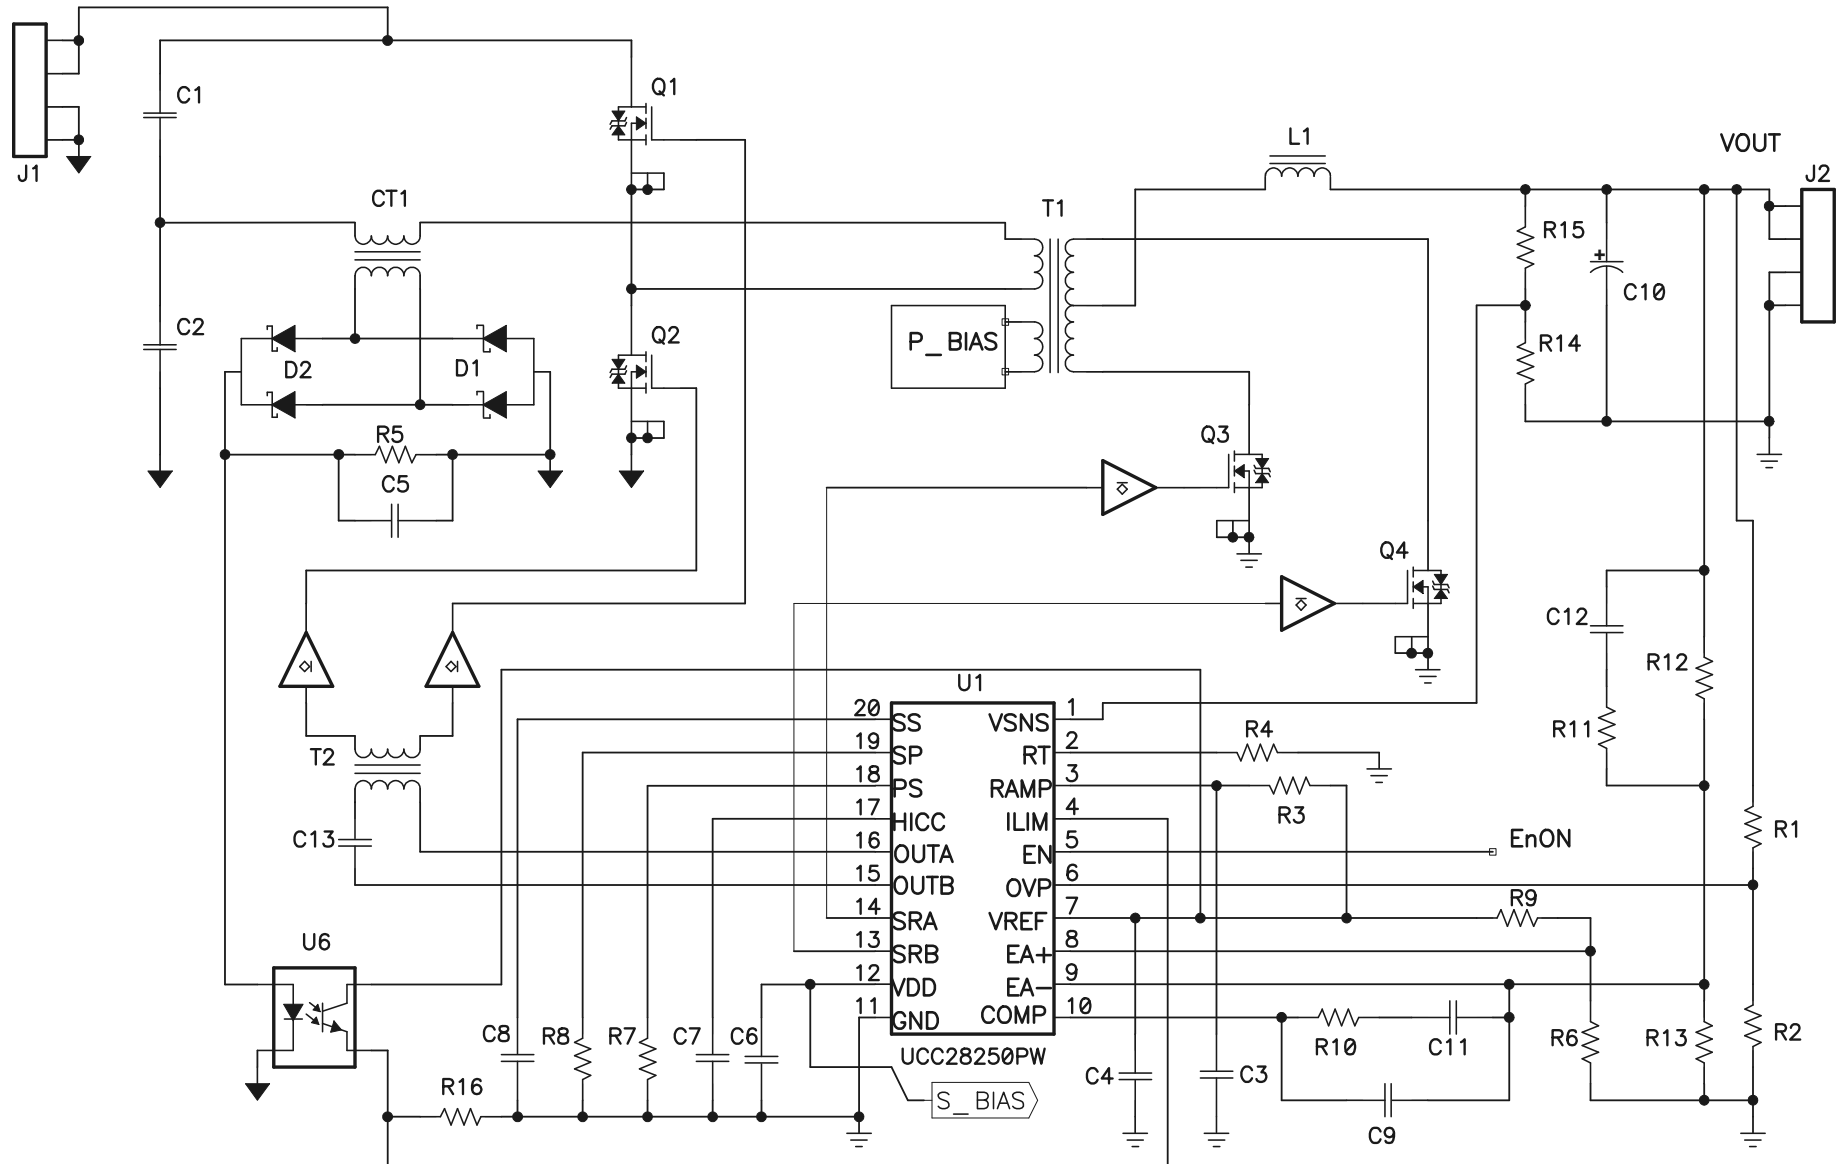 J1
C1
Q1
CT1
C2
D2
D1
Q2
R5
C5
T1
P_BIAS
L1
VOUT
J2
R15
C10
R14
Q3
Q4
C12
R12
R11
R1
T2
C13
U6
U1
20 SS
19 SP
18 PS
17 HICC
16 OUTA
15 OUTB
14 SRA
13 SRB
12 VDD
11 GND
VSNS 1
RT 2
RAMP 3
ILIM 4
EN 5
OVP 6
VREF 7
EA+ 8
EA- 9
COMP 10
UCC28250PW
R4
R3
EnON
R9
C8
R8
R7
C7
C6
R16
S_BIAS
C4
C3
R10
C11
C9
R6
R13
R2
+